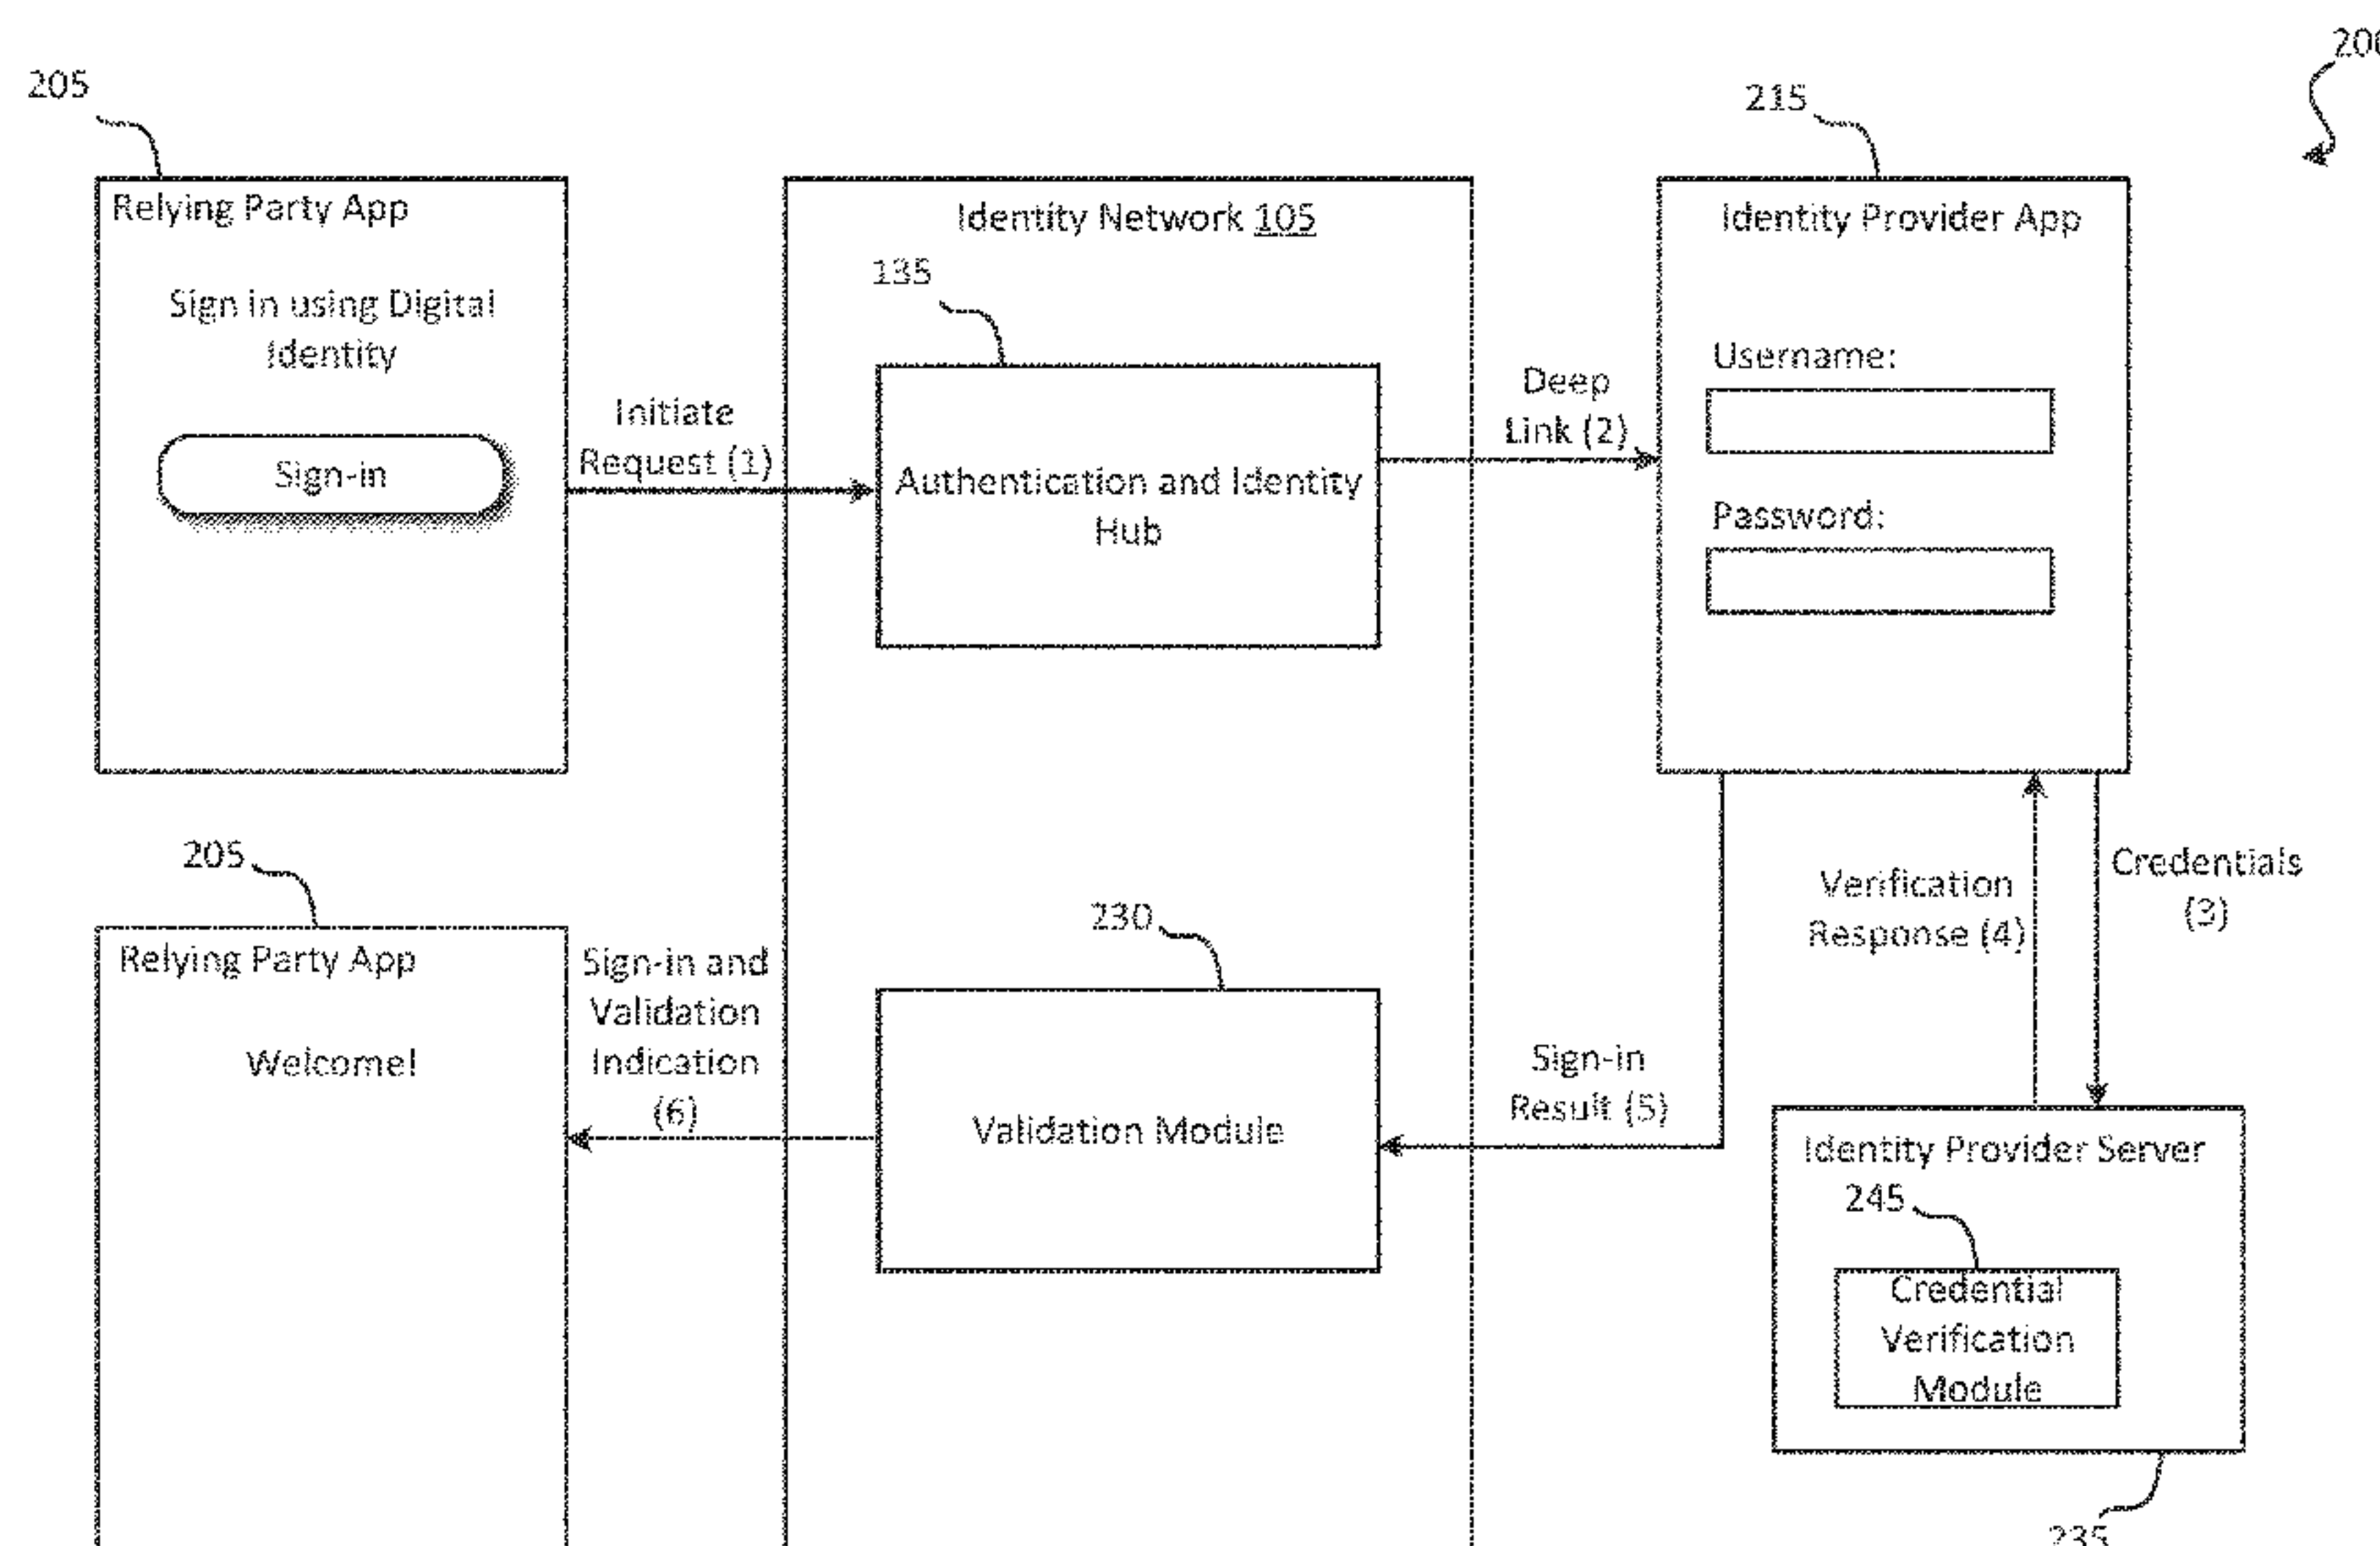 200
205
215
Relying Party App
Sign in using Digital
Identity
Sign-in
Initiate
Request (1)
Identity Network 105
135
Authentication and Identity
Hub
Deep
Link (2)
Identity Provider App
Username:
Password:
205
Relying Party App
Welcome!
Sign-in and
Validation
Indication
(6)
230
Validation Module
Sign-in
Result (5)
Verification
Response (4)
Credentials
(3)
Identity Provider Server
245
Credential
Verification
Module
235